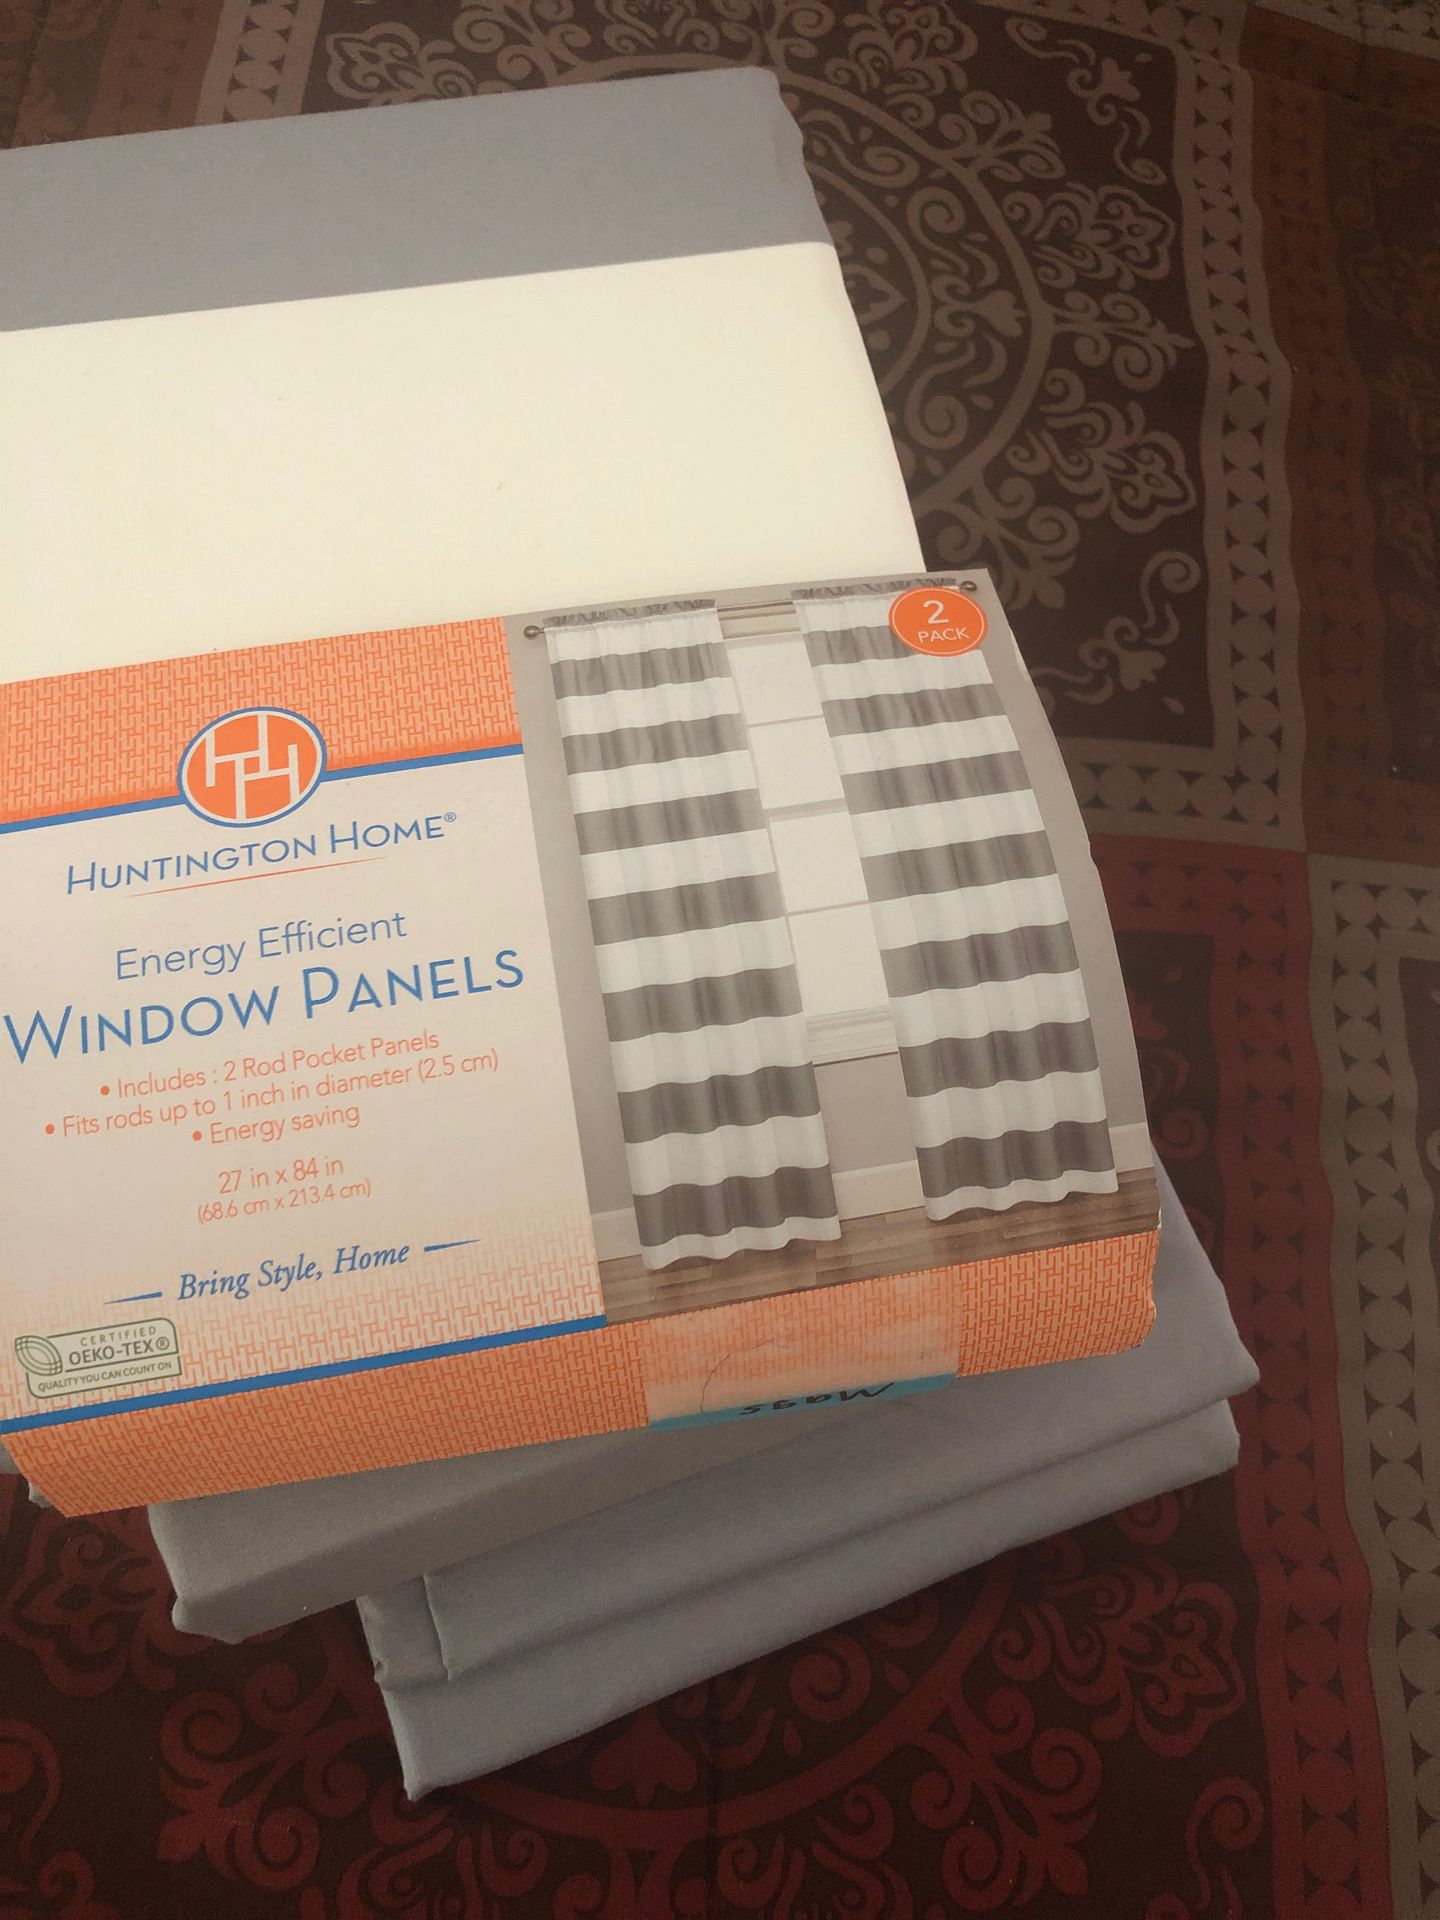 2
PACK
HUNTINGTON HOME®
Energy Efficient
WINDOW PANELS
• Includes : 2 Rod Pocket Panels
• Fits rods up to 1 inch in diameter (2.5 cm)
• Energy saving
27 in x 84 in
(68.6 cm x 213.4 cm)
Bring Style, Home
CERTIFIED
OEKO-TEX®
QUALITY YOU CAN COUNT ON